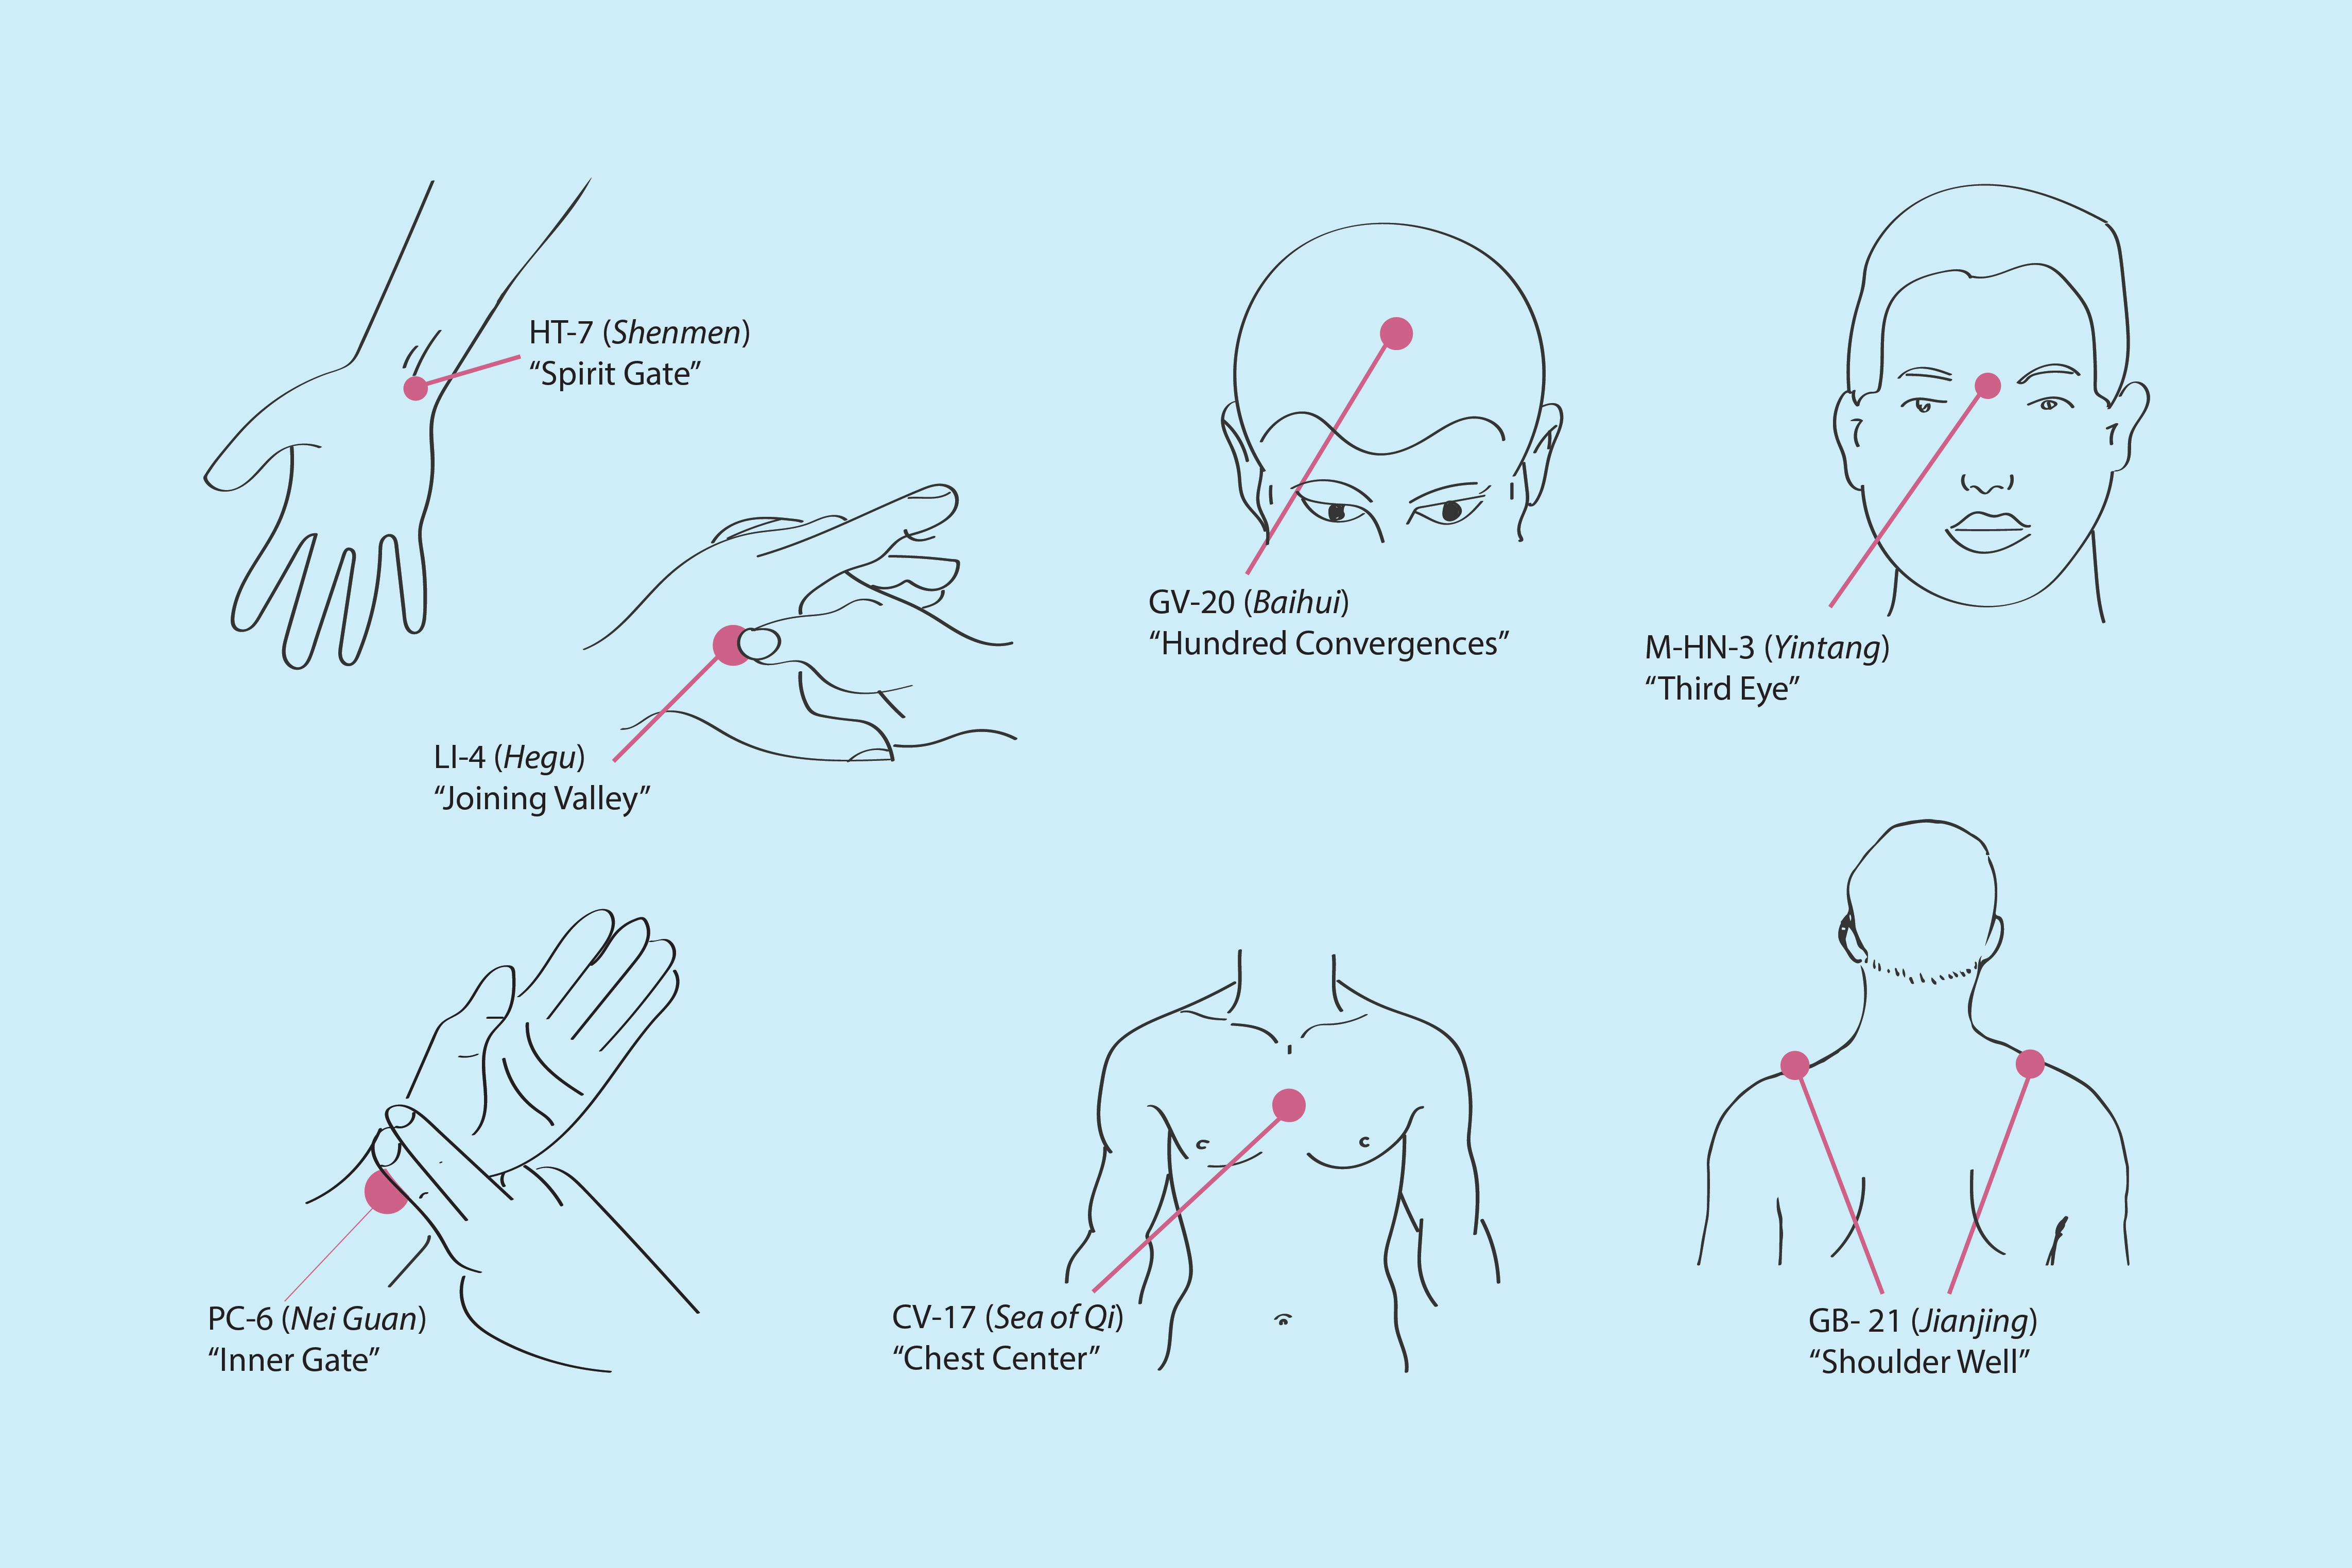 HT-7 (Shenmen)
“Spirit Gate”
LI-4 (Hegu)
“Joining Valley”
GV-20 (Baihui)
“Hundred Convergences”
M-HN-3 (Yintang)
“Third Eye”
PC-6 (Nei Guan)
“Inner Gate”
CV-17 (Sea of Qi)
“Chest Center”
GB- 21 (Jianjing)
“Shoulder Well”